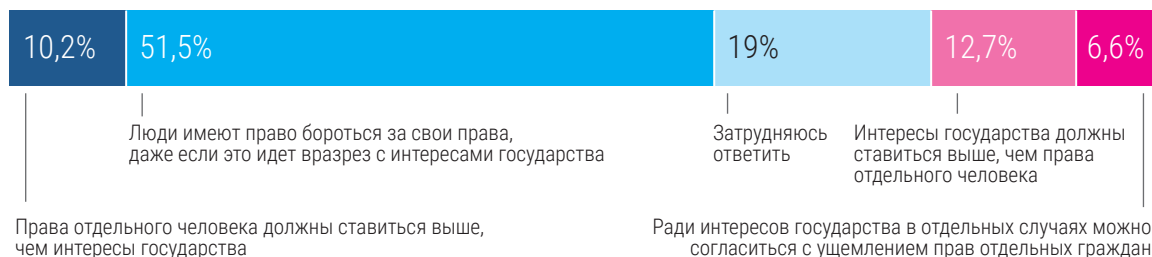 10,2%
51,5%
19%
12,7%
6,6%
Люди имеют право бороться за свои права,
даже если это идет вразрез с интересами государства
Затрудняюсь
ответить
Интересы государства должны
ставиться выше, чем права
отдельного человека
Права отдельного человека должны ставиться выше,
чем интересы государства
Ради интересов государства в отдельных случаях можно
согласиться с ущемлением прав отдельных граждан